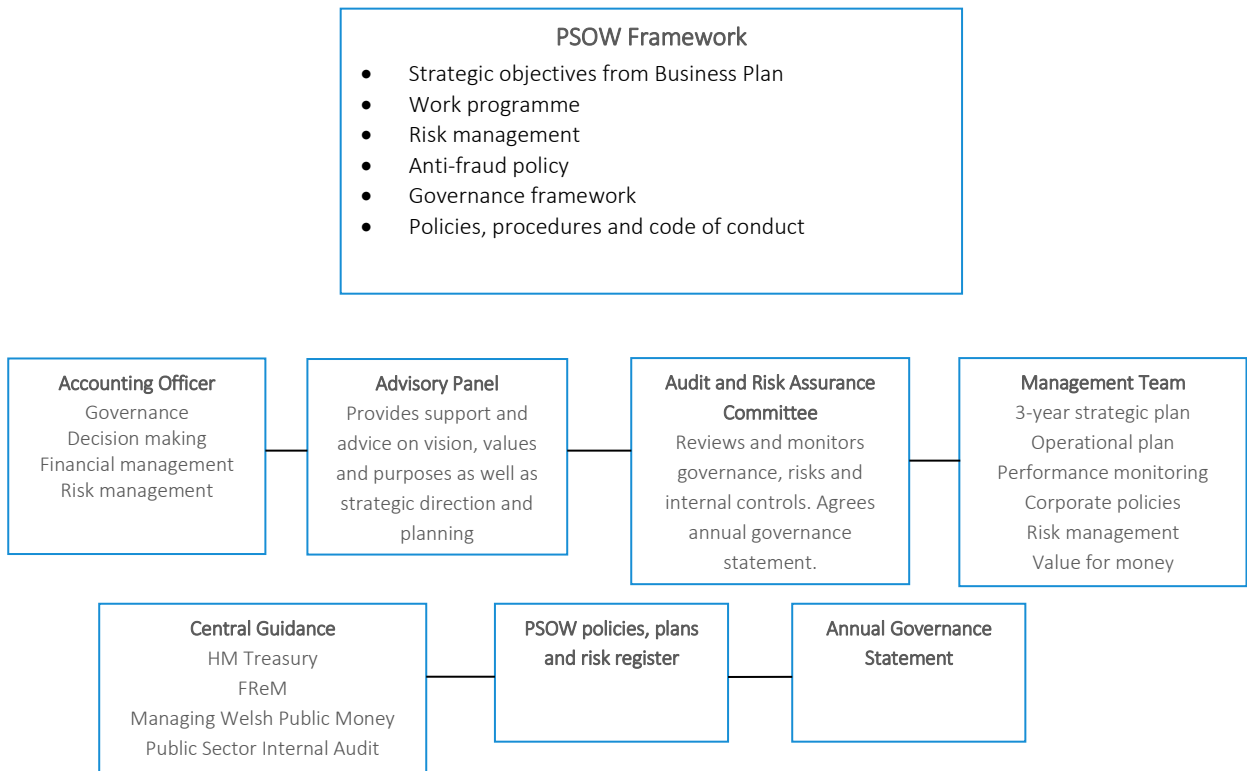 PSOW Framework
• Strategic objectives from Business Plan
• Work programme
• Risk management
• Anti-fraud policy
• Governance framework
• Policies, procedures and code of conduct
Accounting Officer
Governance
Decision making
Financial management
Risk management
Advisory Panel
Provides support and
advice on vision, values
and purposes as well as
strategic direction and
planning
Audit and Risk Assurance
Committee
Reviews and monitors
governance, risks and
internal controls. Agrees
annual governance
statement.
Management Team
3-year strategic plan
Operational plan
Performance monitoring
Corporate policies
Risk management
Value for money
Central Guidance
HM Treasury
FReM
Managing Welsh Public Money
Public Sector Internal Audit
PSOW policies, plans
and risk register
Annual Governance
Statement